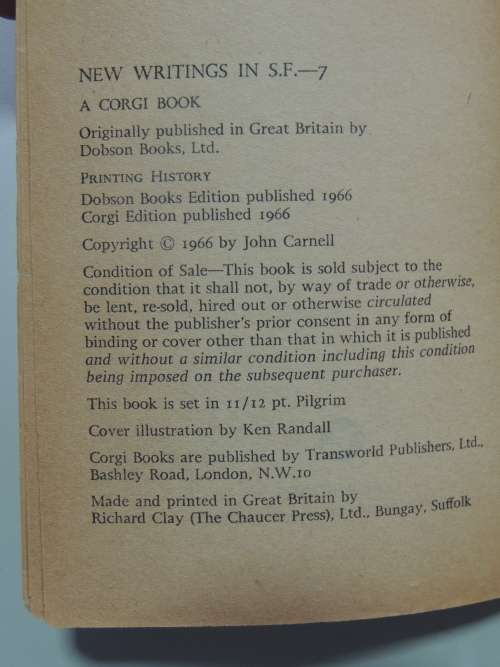 NEW WRITINGS IN S.F.—7
A CORGI BOOK
Originally published in Great Britain by
Dobson Books, Ltd.
PRINTING HISTORY
Dobson Books Edition published 1966
Corgi Edition published 1966
Copyright © 1966 by John Carnell
Condition of Sale—This book is sold subject to the
condition that it shall not, by way of trade or otherwise,
be lent, re-sold, hired out or otherwise circulated
without the publisher's prior consent in any form of
binding or cover other than that in which it is published
and without a similar condition including this condition
being imposed on the subsequent purchaser.
This book is set in 11/12 pt. Pilgrim
Cover illustration by Ken Randall
Corgi Books are published by Transworld Publishers, Ltd.,
Bashley Road, London, N.W.10
Made and printed in Great Britain by
Richard Clay (The Chaucer Press), Ltd., Bungay, Suffolk